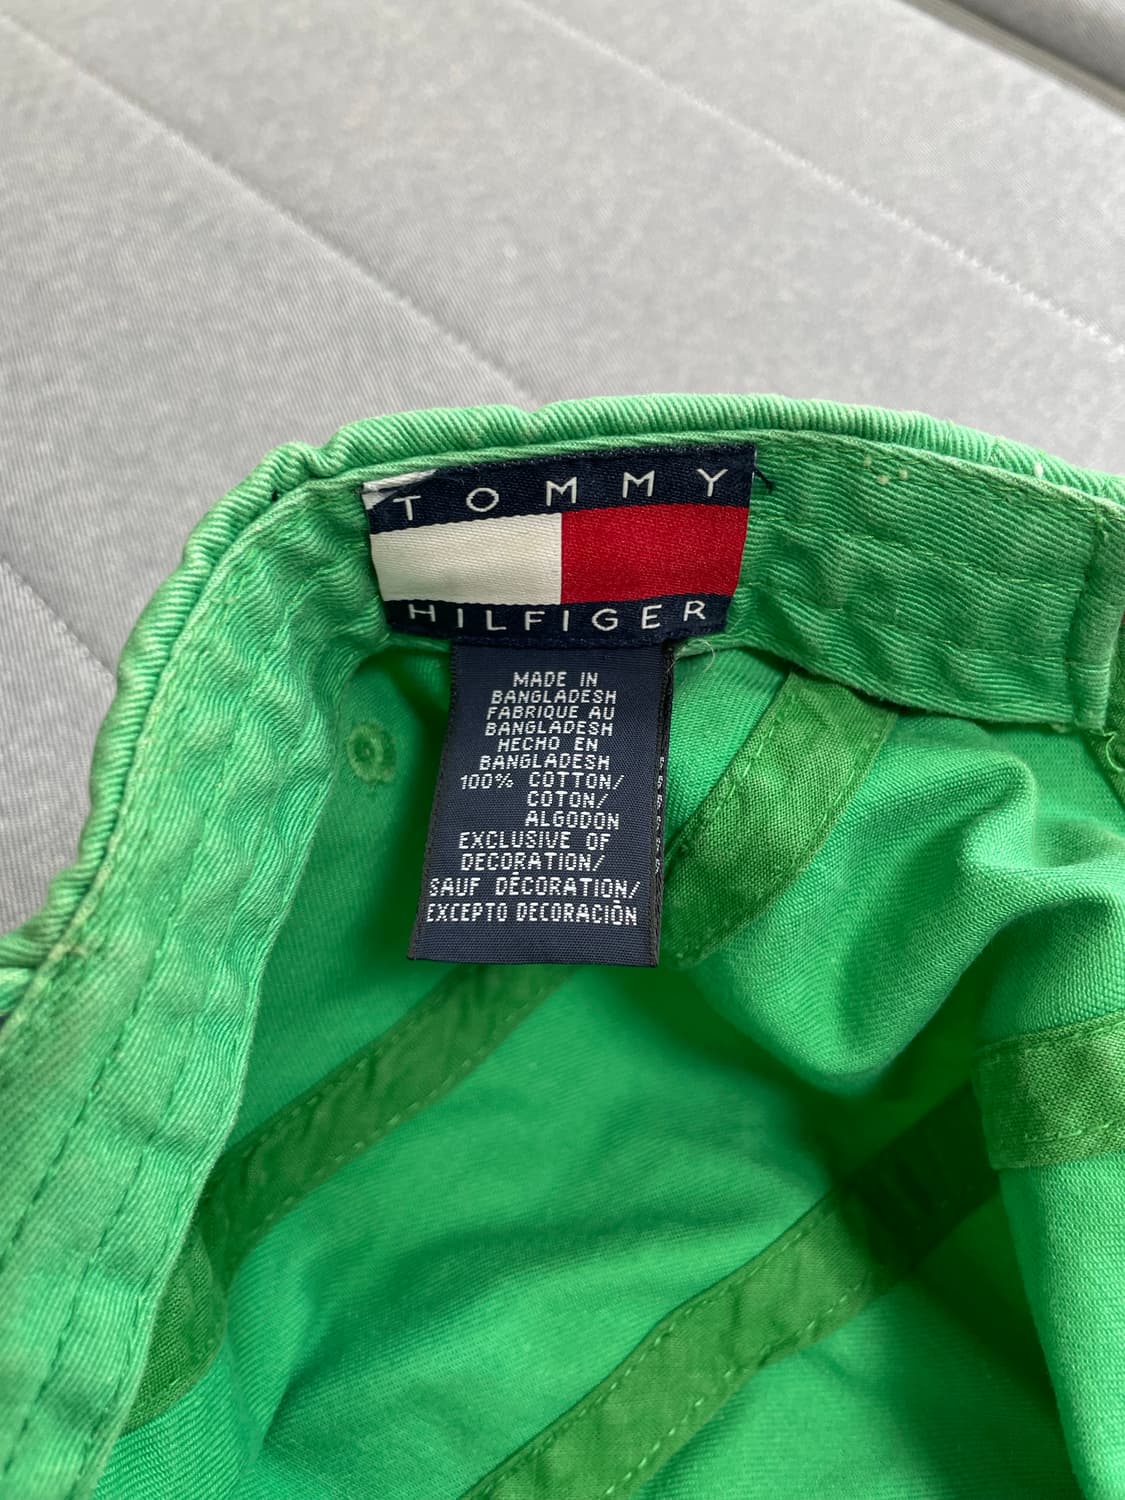 TOMMY
HILFIGER
MADE IN
BANGLADESH
FABRIQUE AU
BANGLADESH
HECHO EN
BANGLADESH
100% COTTON/
COTON/
ALGODON
EXCLUSIVE OF
DECORATION/
SAUF DÉCORATION/
EXCEPTO DECORACIÓN